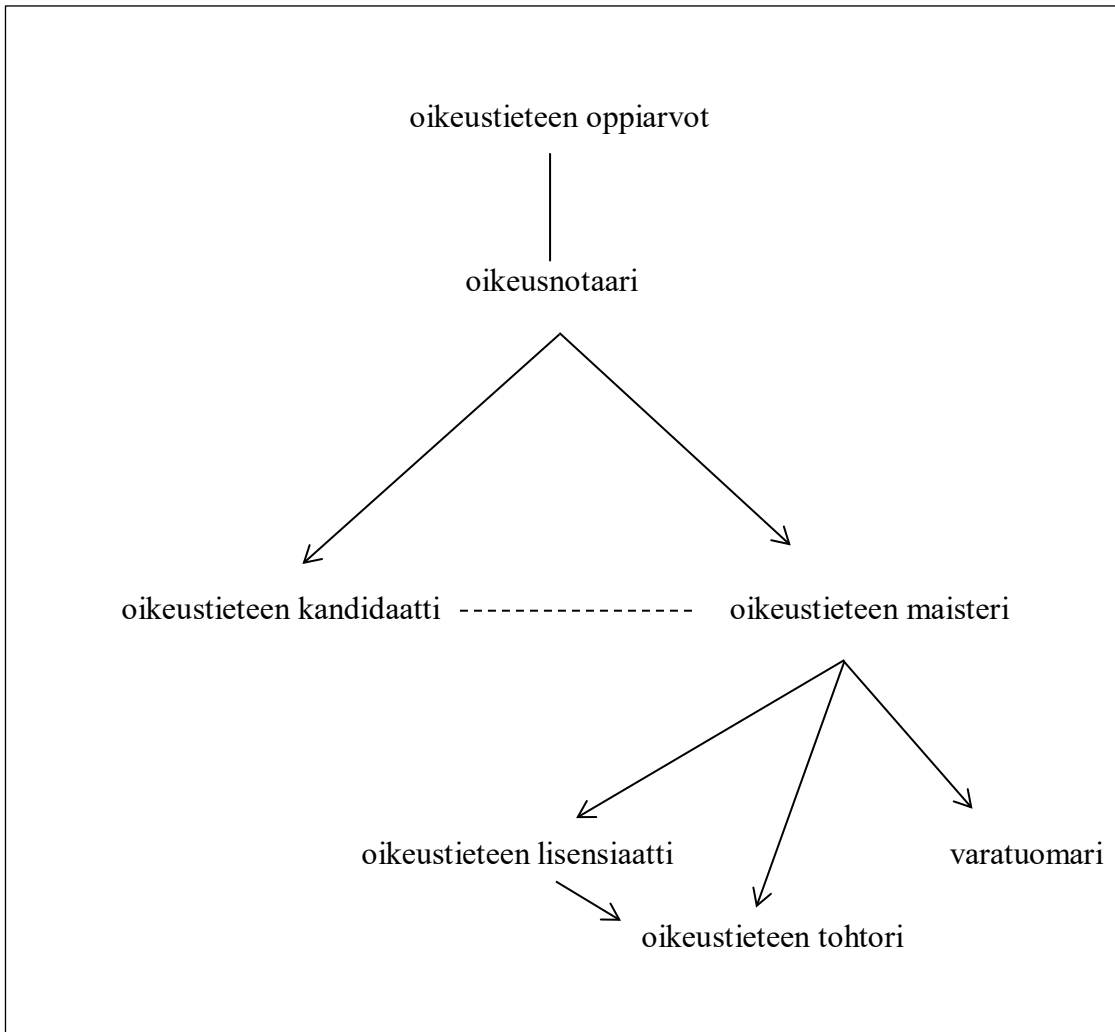 oikeustieteen oppiarvot
oikeusnotaari
oikeustieteen kandidaatti
oikeustieteen maisteri
oikeustieteen lisensiaatti
varatuomari
oikeustieteen tohtori